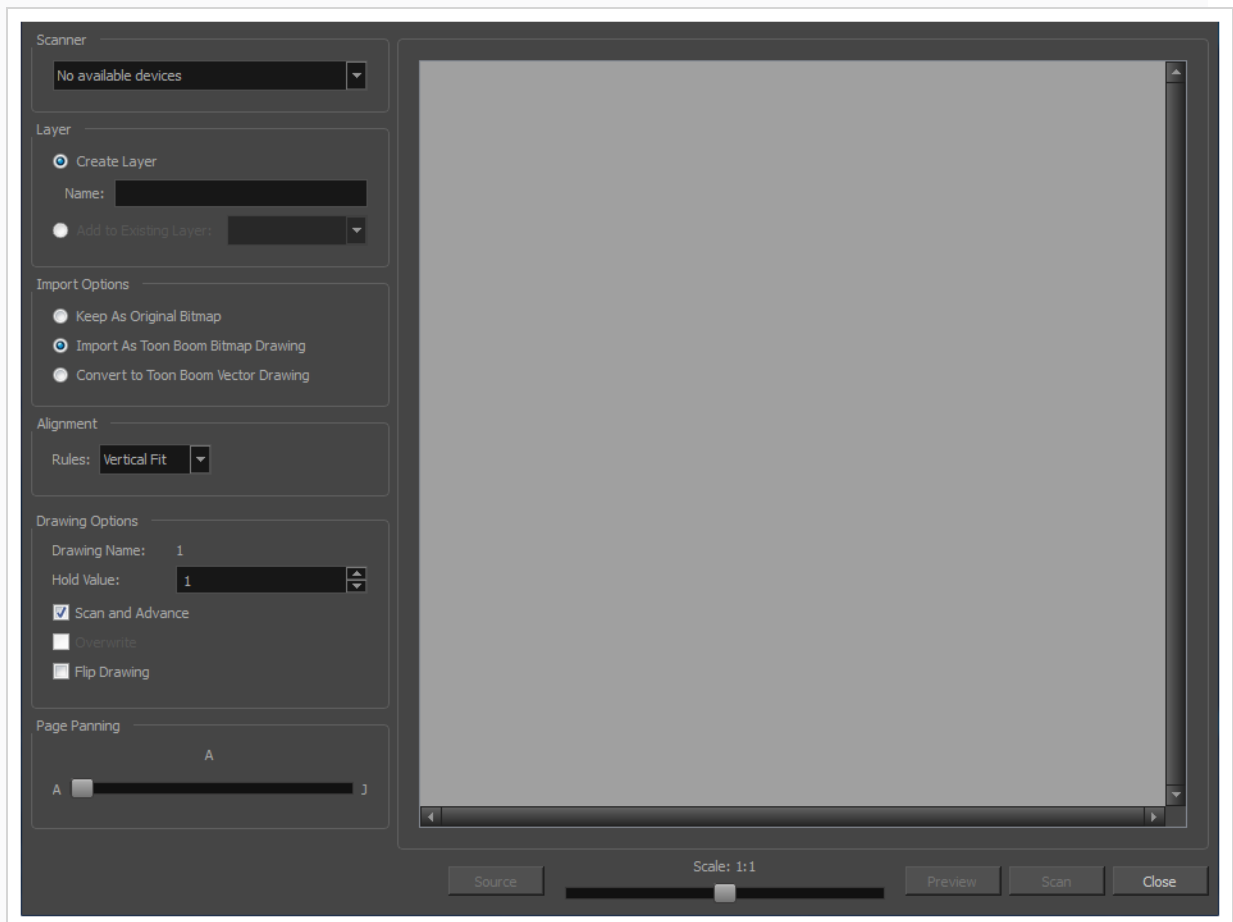 Scanner
No available devices
Layer
Create Layer
Name:
Add to Existing Layer:
Import Options
Keep As Original Bitmap
Import As Toon Boom Bitmap Drawing
Convert to Toon Boom Vector Drawing
Alignment
Rules: Vertical Fit
Drawing Options
Drawing Name: 1
Hold Value: 1
Scan and Advance
Overwrite
Flip Drawing
Page Panning
A
A J
Scale: 1:1
Source Preview Scan Close